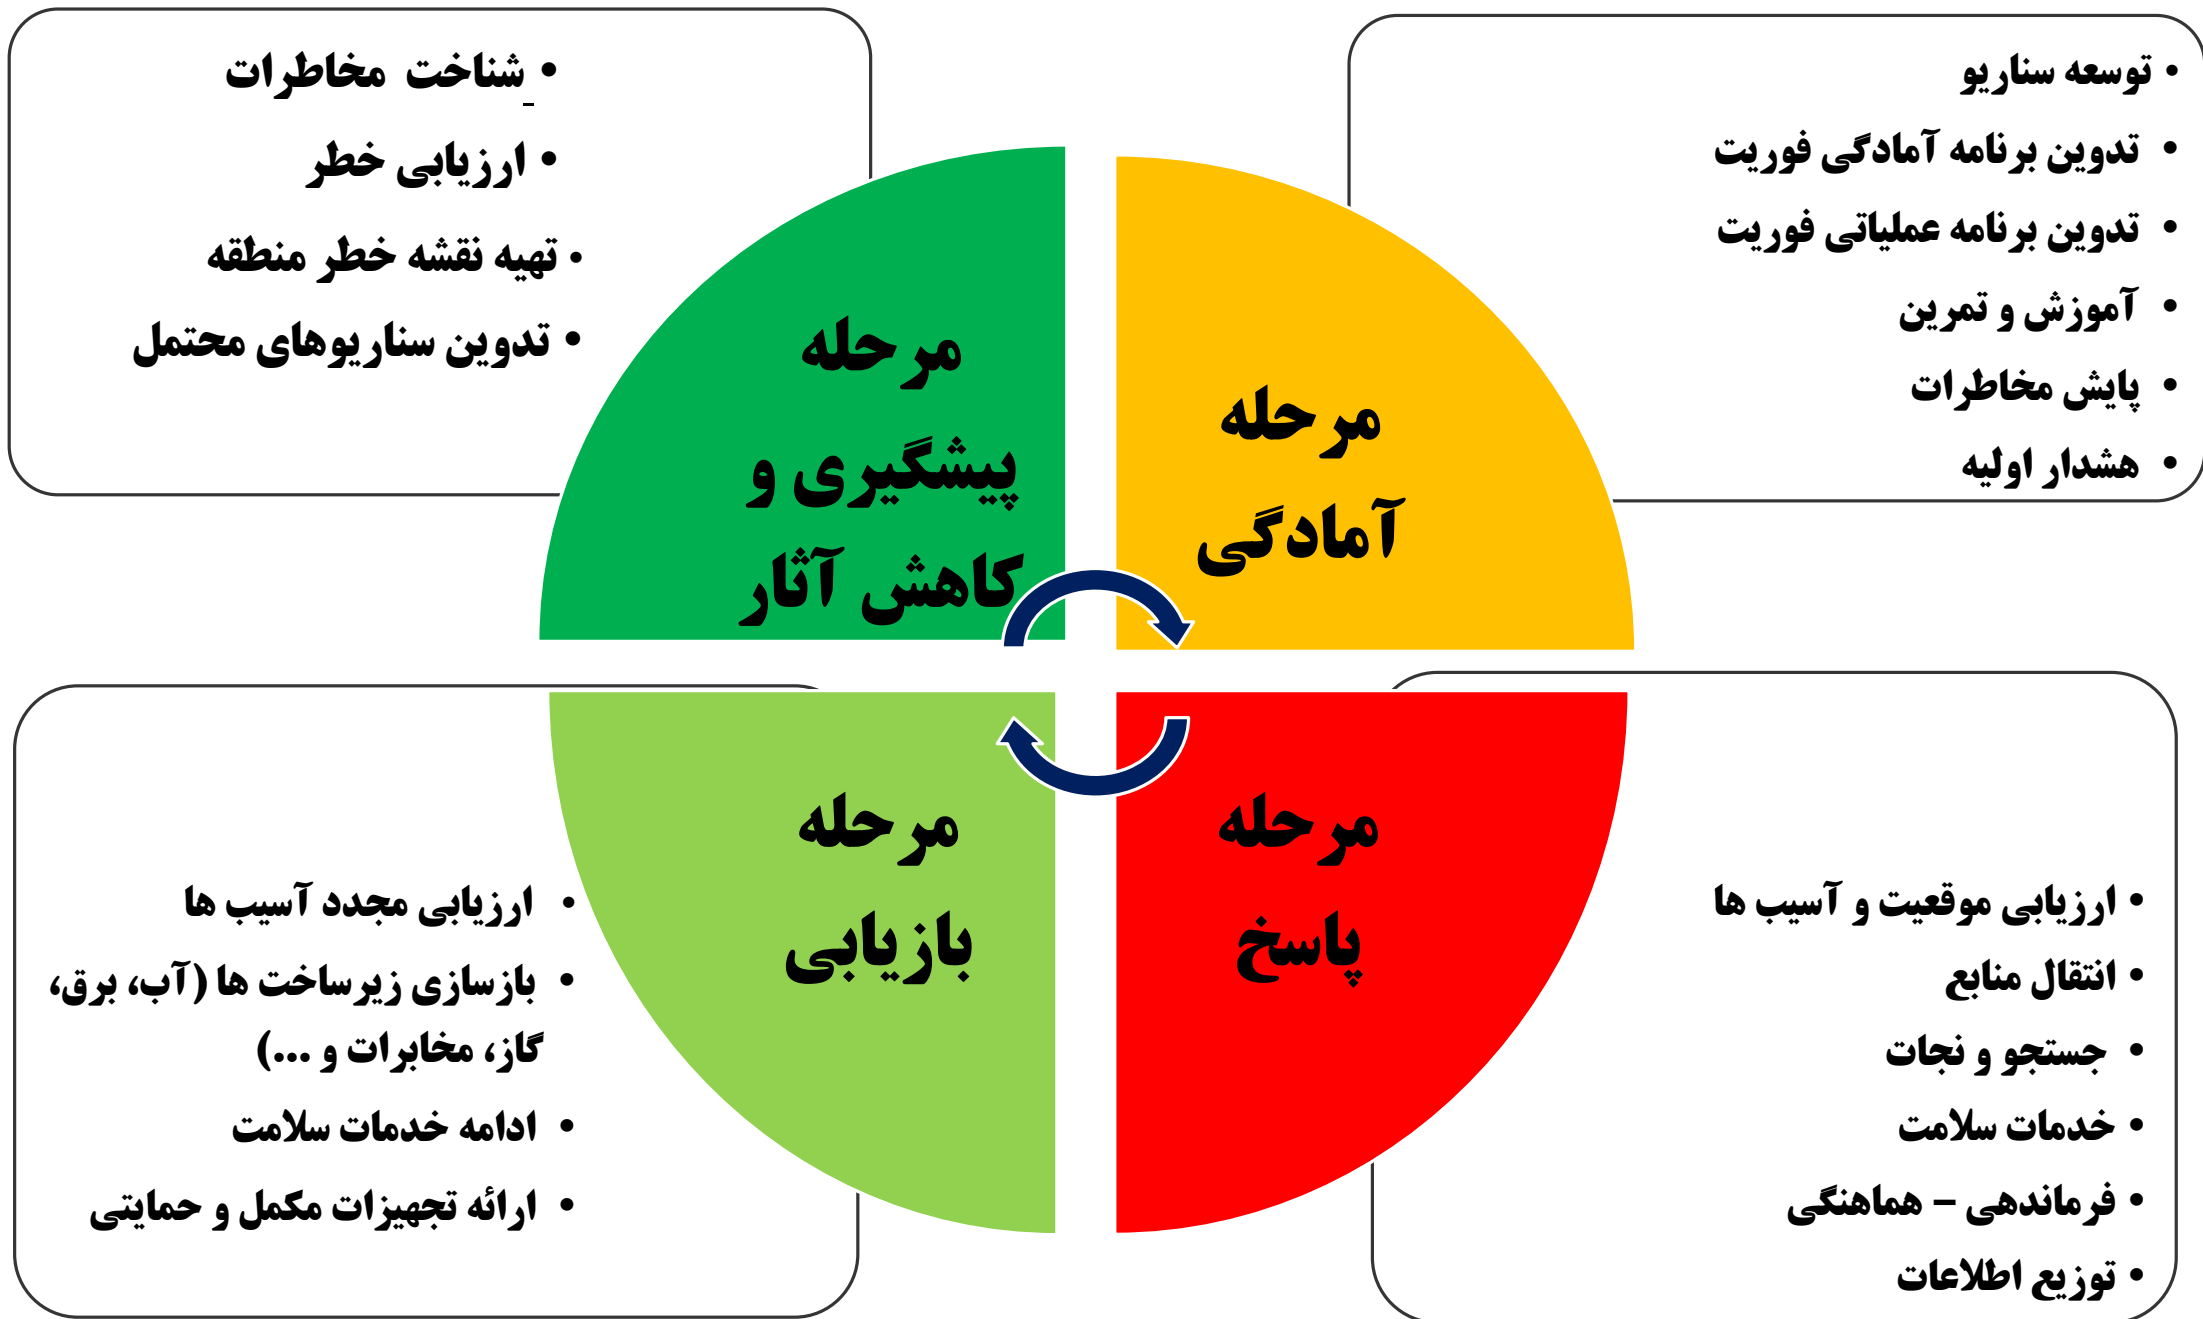 • شناخت مخاطرات
• ارزیابی خطر
• تهیه نقشه خطر منطقه
• تدوین سناریوهای محتمل
مرحله
پیشگیری و
کاهش آثار
• توسعه سناریو
• تدوین برنامه آمادگی فوریت
• تدوین برنامه عملیاتی فوریت
• آموزش و تمرین
• پایش مخاطرات
• هشدار اولیه
مرحله
آمادگی
• ارزیابی موقعیت و آسیب ها
• انتقال منابع
• جستجو و نجات
• خدمات سلامت
• فرماندهی – هماهنگی
• توزیع اطلاعات
مرحله
پاسخ
• ارزیابی مجدد آسیب ها
• بازسازی زیرساخت ها (آب، برق،
گاز، مخابرات و ...)
• ادامه خدمات سلامت
• ارائه تجهیزات مکمل و حمایتی
مرحله
بازیابی